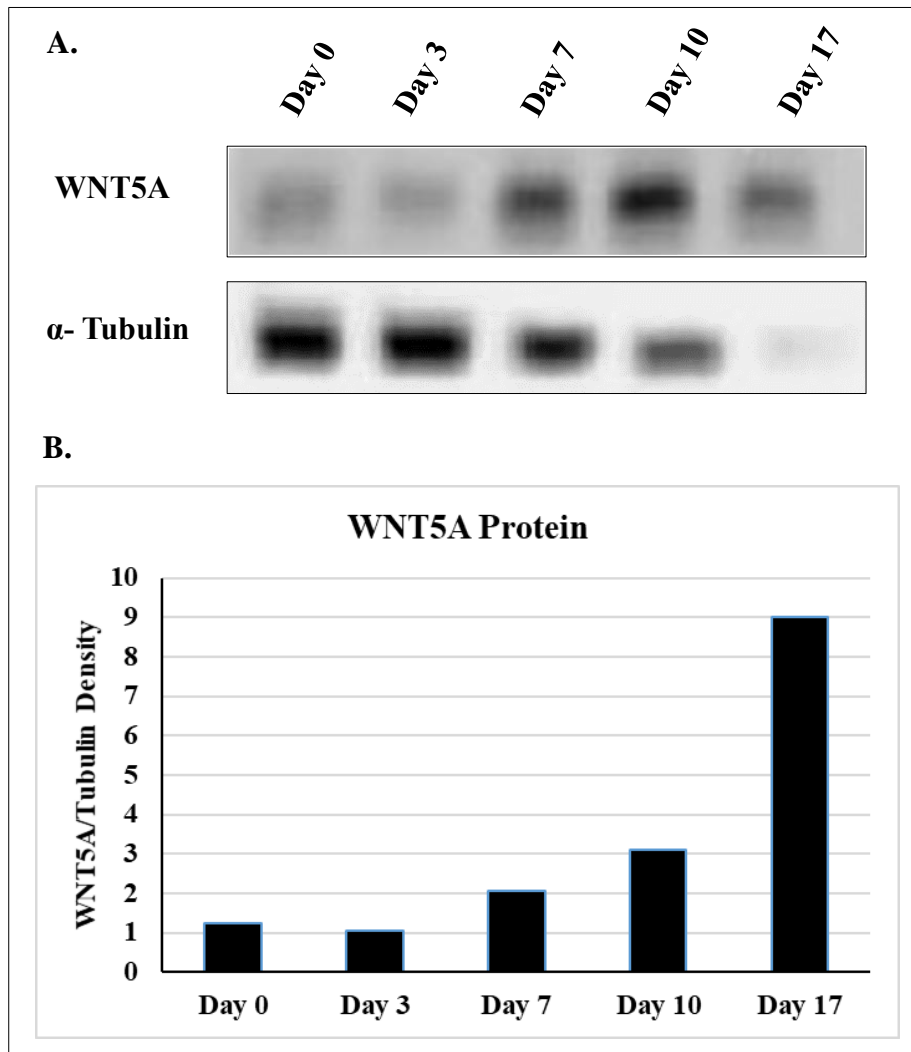 A.
Day 0 Day 3 Day 7 Day 10 Day 17
WNT5A
α- Tubulin
B.
WNT5A Protein
WNT5A/Tubulin Density
10
9
8
7
6
5
4
3
2
1
0
Day 0 Day 3 Day 7 Day 10 Day 17